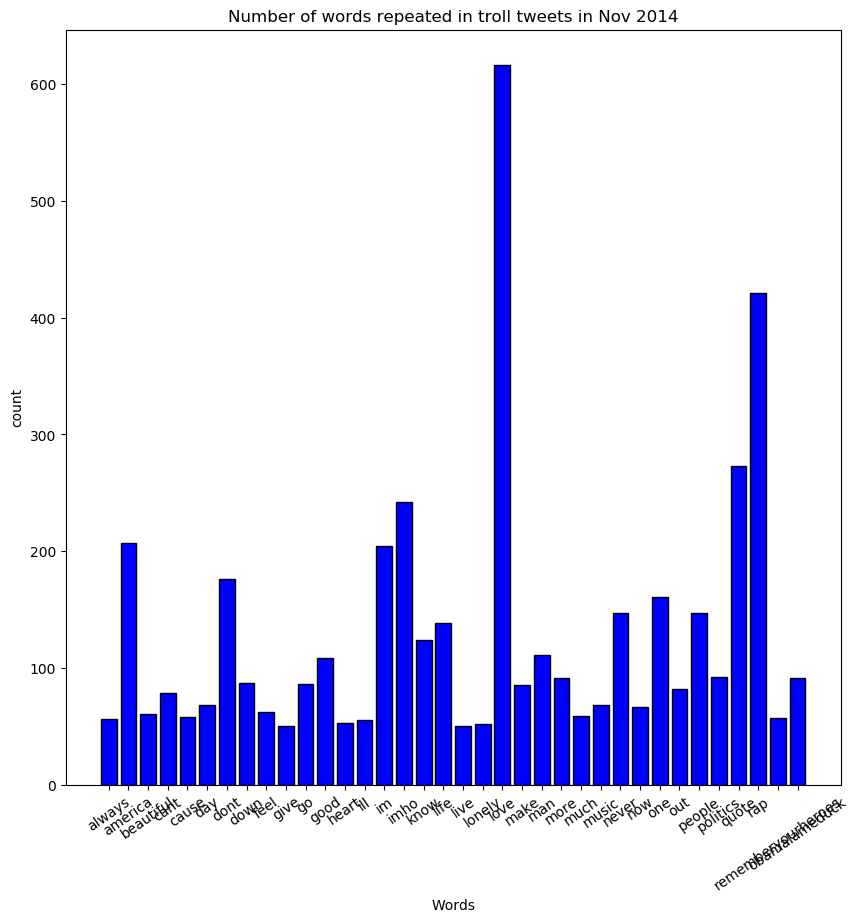 Number of words repeated in troll tweets in Nov 2014
600
500
400
300
200
100
0
count
always
america
beautiful
cant
cause
day
dont
down
feel
give
go
good
heart
ill
im
imho
know
life
live
lonely
love
make
man
more
much
music
never
now
one
out
people
politics
quote
rap
rememberyourheroes
obamalameduck
Words